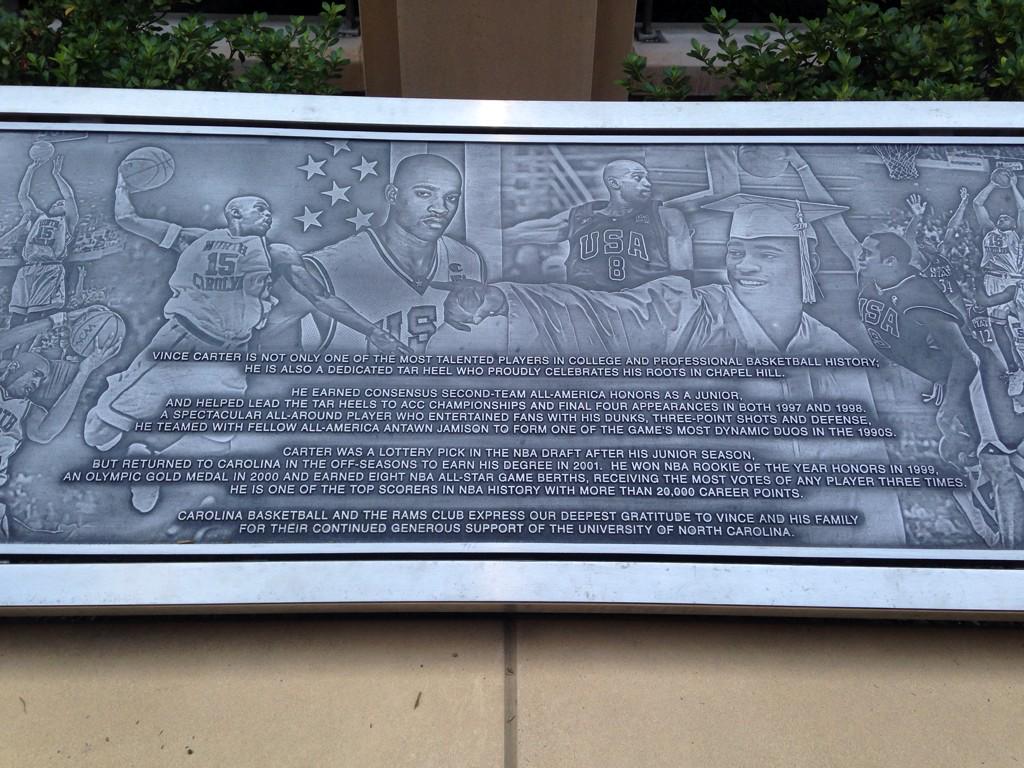 NORTH
15
CAROLINA
USA
8
USA
US
15
31
12
VINCE CARTER IS NOT ONLY ONE OF THE MOST TALENTED PLAYERS IN COLLEGE AND PROFESSIONAL BASKETBALL HISTORY;
HE IS ALSO A DEDICATED TAR HEEL WHO PROUDLY CELEBRATES HIS ROOTS IN CHAPEL HILL.
HE EARNED CONSENSUS SECOND-TEAM ALL-AMERICA HONORS AS A JUNIOR,
AND HELPED LEAD THE TAR HEELS TO ACC CHAMPIONSHIPS AND FINAL FOUR APPEARANCES IN BOTH 1997 AND 1998.
A SPECTACULAR ALL-AROUND PLAYER WHO ENTERTAINED FANS WITH HIS DUNKS, THREE-POINT SHOTS AND DEFENSE,
HE TEAMED WITH FELLOW ALL-AMERICA ANTAWN JAMISON TO FORM ONE OF THE GAME'S MOST DYNAMIC DUOS IN THE 1990S.
CARTER WAS A LOTTERY PICK IN THE NBA DRAFT AFTER HIS JUNIOR SEASON,
BUT RETURNED TO CAROLINA IN THE OFF-SEASONS TO EARN HIS DEGREE IN 2001. HE WON NBA ROOKIE OF THE YEAR HONORS IN 1999,
AN OLYMPIC GOLD MEDAL IN 2000 AND EARNED EIGHT NBA ALL-STAR GAME BERTHS, RECEIVING THE MOST VOTES OF ANY PLAYER THREE TIMES.
HE IS ONE OF THE TOP SCORERS IN NBA HISTORY WITH MORE THAN 20,000 CAREER POINTS.
CAROLINA BASKETBALL AND THE RAMS CLUB EXPRESS OUR DEEPEST GRATITUDE TO VINCE AND HIS FAMILY
FOR THEIR CONTINUED GENEROUS SUPPORT OF THE UNIVERSITY OF NORTH CAROLINA.